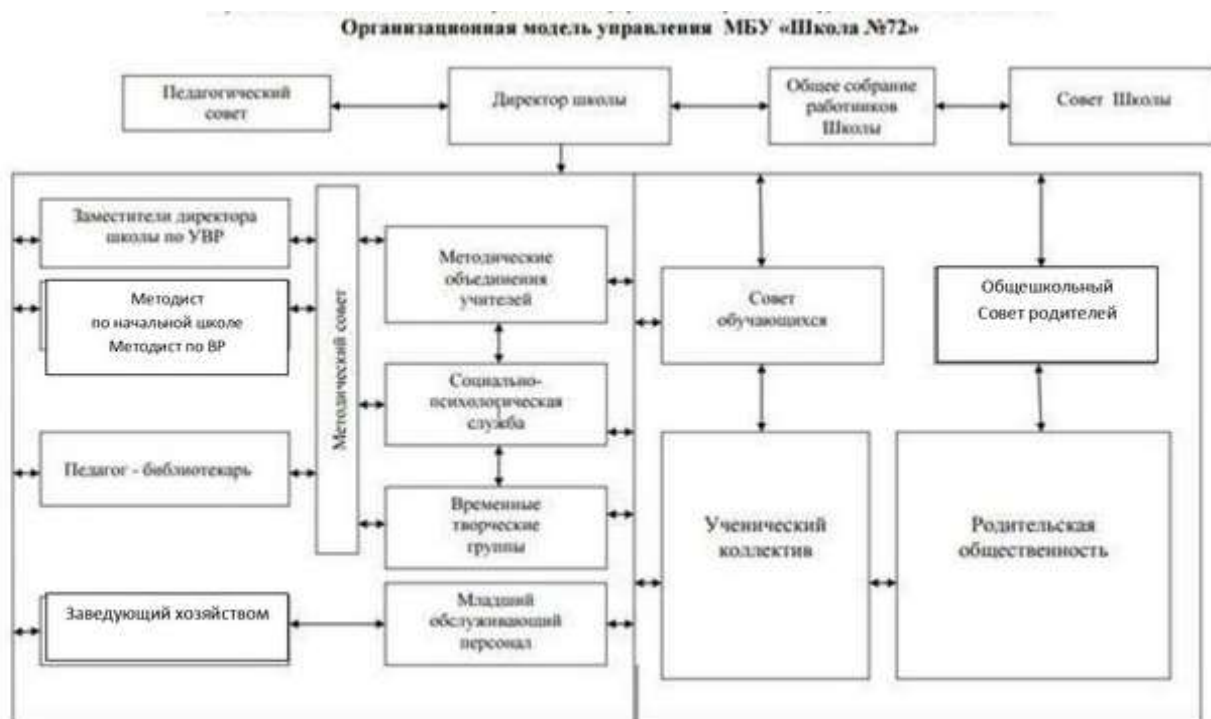 Организационная модель управления МБУ «Школа №72»
Педагогический
совет
Директор школы
Общее собрание
работников
Школы
Совет Школы
Заместители директора
школы по УВР
Методист
по начальной школе
Методист по ВР
Педагог - библиотекарь
Заведующий хозяйством
Методический совет
Методические
объединения
учителей
Социально-
психологическая
служба
Временные
творческие
группы
Младший
обслуживающий
персонал
Совет
обучающихся
Общешкольный
Совет родителей
Ученический
коллектив
Родительская
общественность